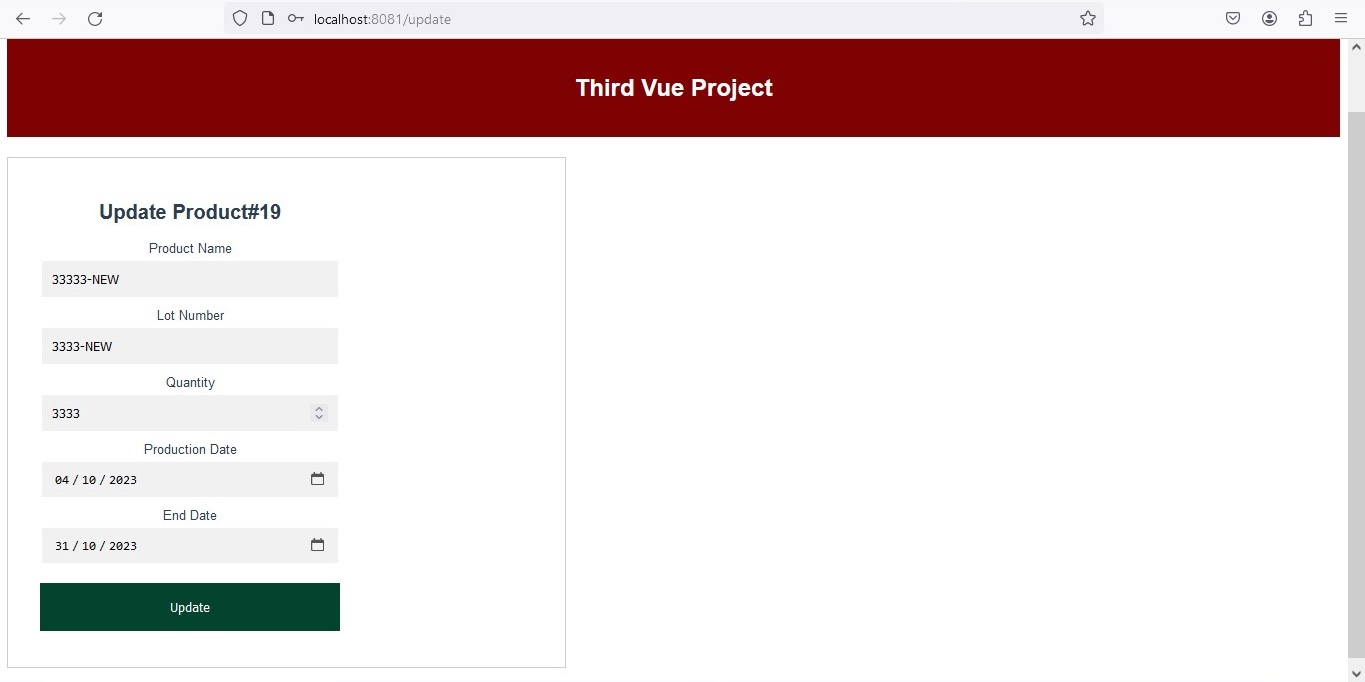 localhost:8081/update
Third Vue Project
Update Product#19
Product Name
33333-NEW
Lot Number
3333-NEW
Quantity
3333
Production Date
04 / 10 / 2023
End Date
31 / 10 / 2023
Update